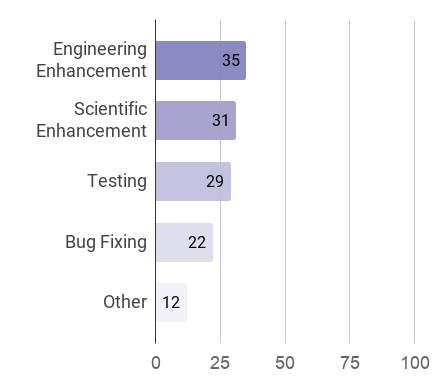 Engineering
Enhancement
35
Scientific
Enhancement
31
Testing
29
Bug Fixing
22
Other
12
0
25
50
75
100